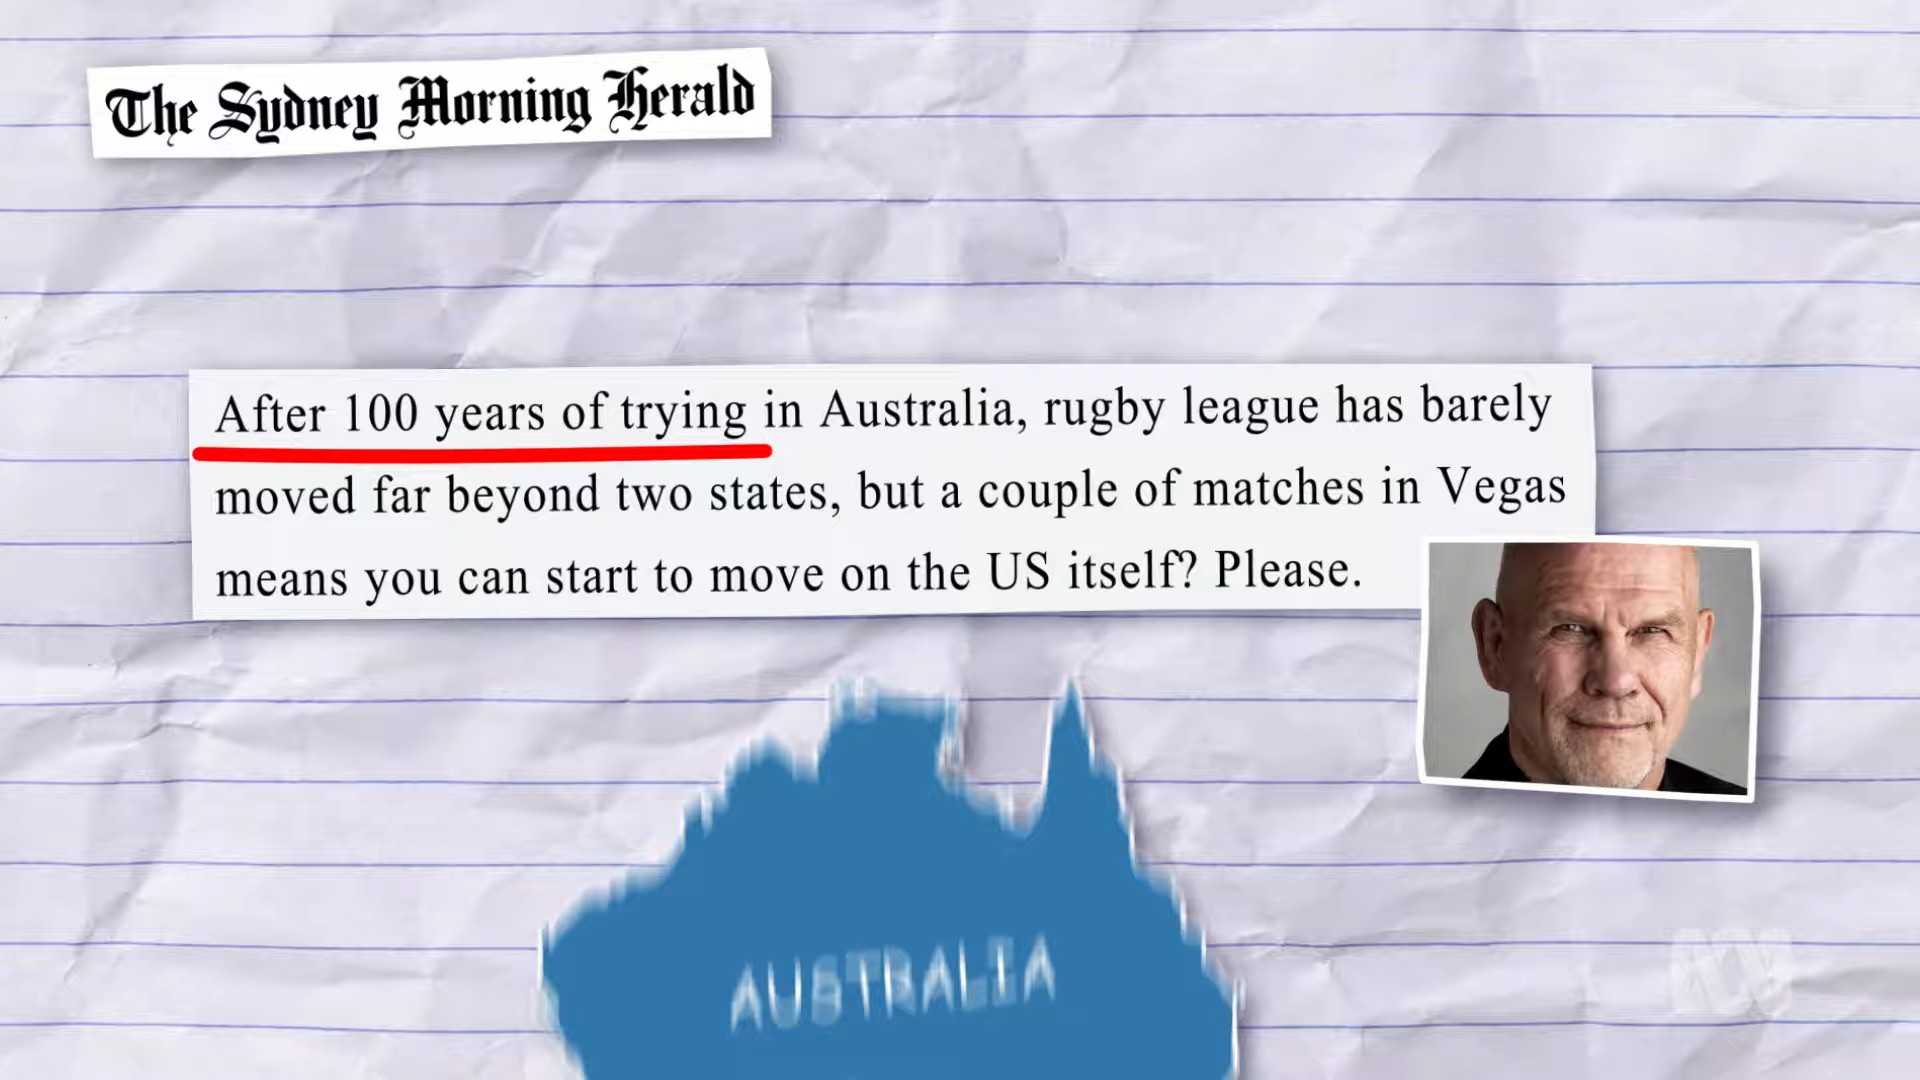 The Sydney Morning Herald
After 100 years of trying in Australia, rugby league has barely
moved far beyond two states, but a couple of matches in Vegas
means you can start to move on the US itself? Please.
AUSTRALIA
abc